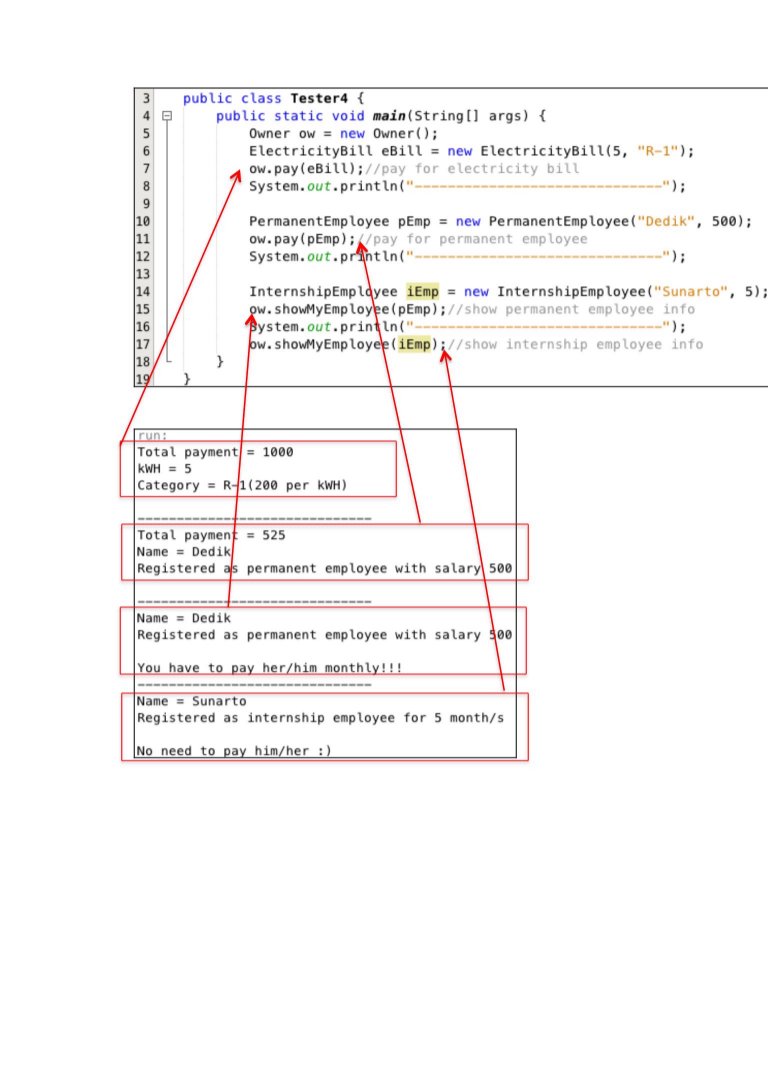 3 public class Tester4 {
4 public static void main(String[] args) {
5 Owner ow = new Owner();
6 ElectricityBill eBill = new ElectricityBill(5, "R-1");
7 ow.pay(eBill);//pay for electricity bill
8 System.out.println("------------------------------");
9
10 PermanentEmployee pEmp = new PermanentEmployee("Dedik", 500);
11 ow.pay(pEmp);//pay for permanent employee
12 System.out.println("------------------------------");
13
14 InternshipEmployee iEmp = new InternshipEmployee("Sunarto", 5);
15 ow.showMyEmployee(pEmp);//show permanent employee info
16 System.out.println("------------------------------");
17 ow.showMyEmployee(iEmp);//show internship employee info
18 }
19 }
run:
Total payment = 1000
kWH = 5
Category = R-1(200 per kWH)
------------------------------
Total payment = 525
Name = Dedik
Registered as permanent employee with salary 500
------------------------------
Name = Dedik
Registered as permanent employee with salary 500
You have to pay her/him monthly!!!
------------------------------
Name = Sunarto
Registered as internship employee for 5 month/s
No need to pay him/her :)